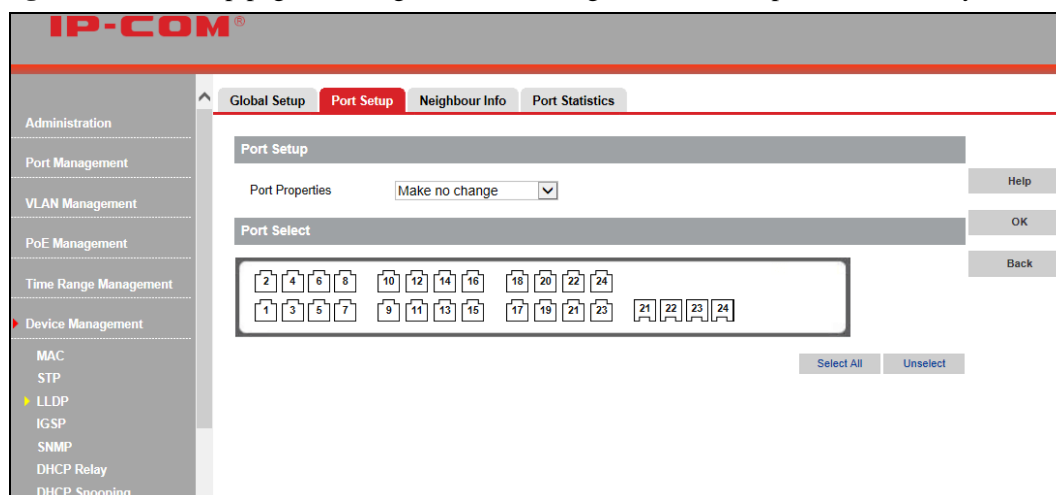 IP-COM®
Global Setup Port Setup Neighbour Info Port Statistics
Administration
Port Management
VLAN Management
PoE Management
Time Range Management
Device Management
MAC
STP
LLDP
IGSP
SNMP
DHCP Relay
DHCP Snooping
Port Setup
Port Properties Make no change
Port Select
2 4 6 8 10 12 14 16 18 20 22 24
1 3 5 7 9 11 13 15 17 19 21 23 21 22 23 24
Select All Unselect
Help
OK
Back